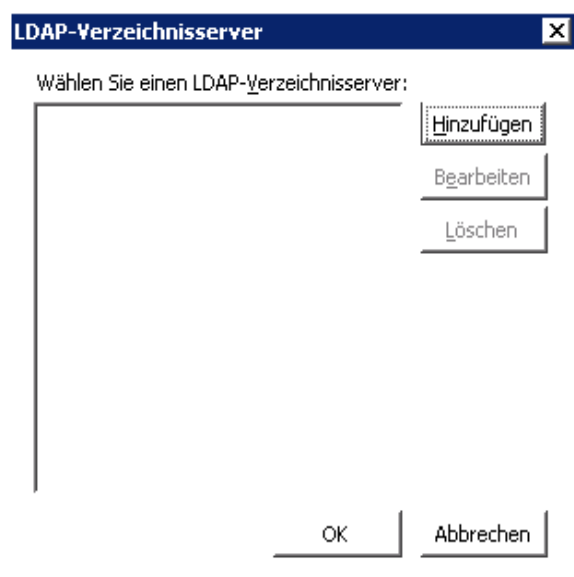 LDAP-Verzeichnisserver
Wählen Sie einen LDAP-Verzeichnisserver:
Hinzufügen
Bearbeiten
Löschen
OK
Abbrechen